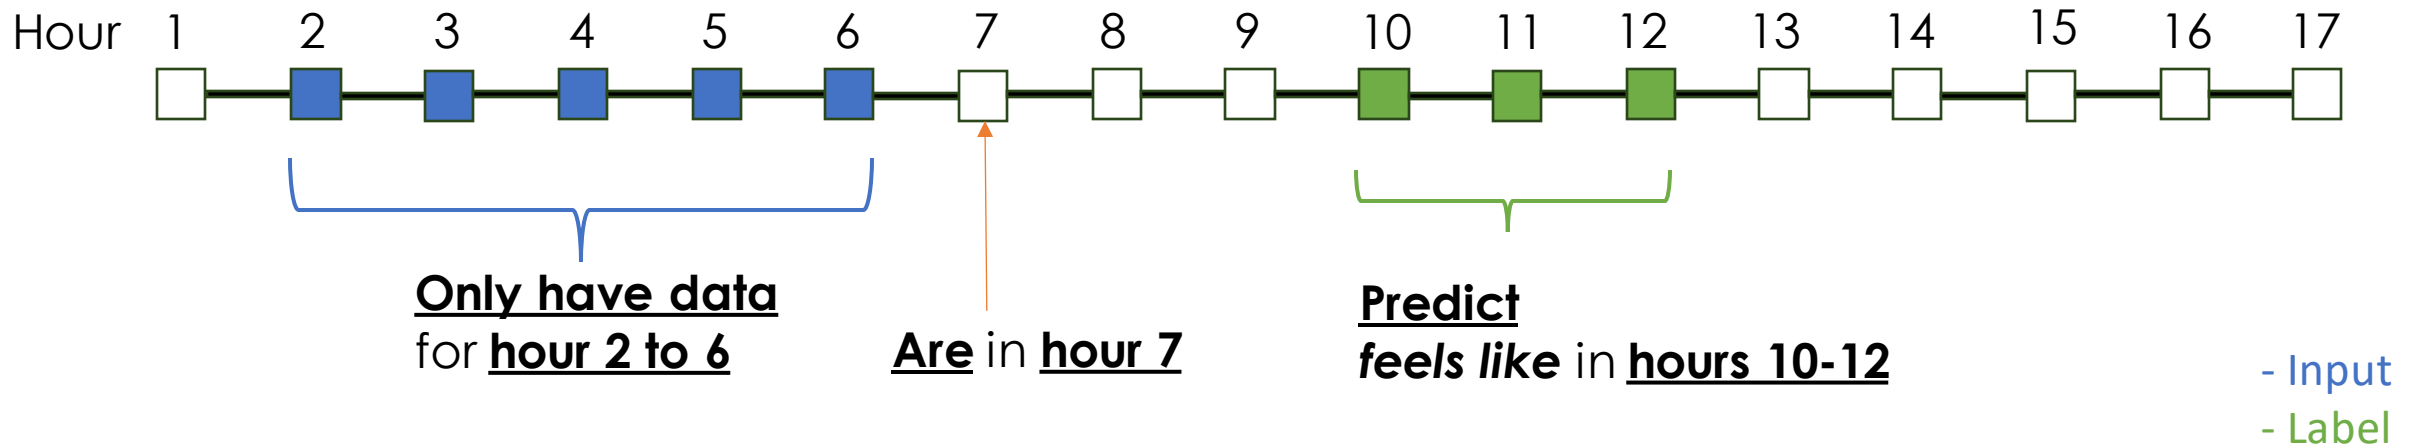 Hour 1 2 3 4 5 6 7 8 9 10 11 12 13 14 15 16 17
Only have data
for hour 2 to 6
Are in hour 7
Predict
feels like in hours 10-12
- Input
- Label